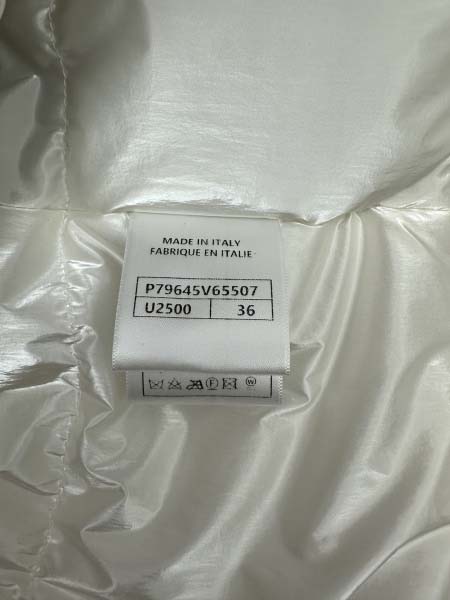 MADE IN ITALY
FABRIQUE EN ITALIE
P79645V65507
U2500 36